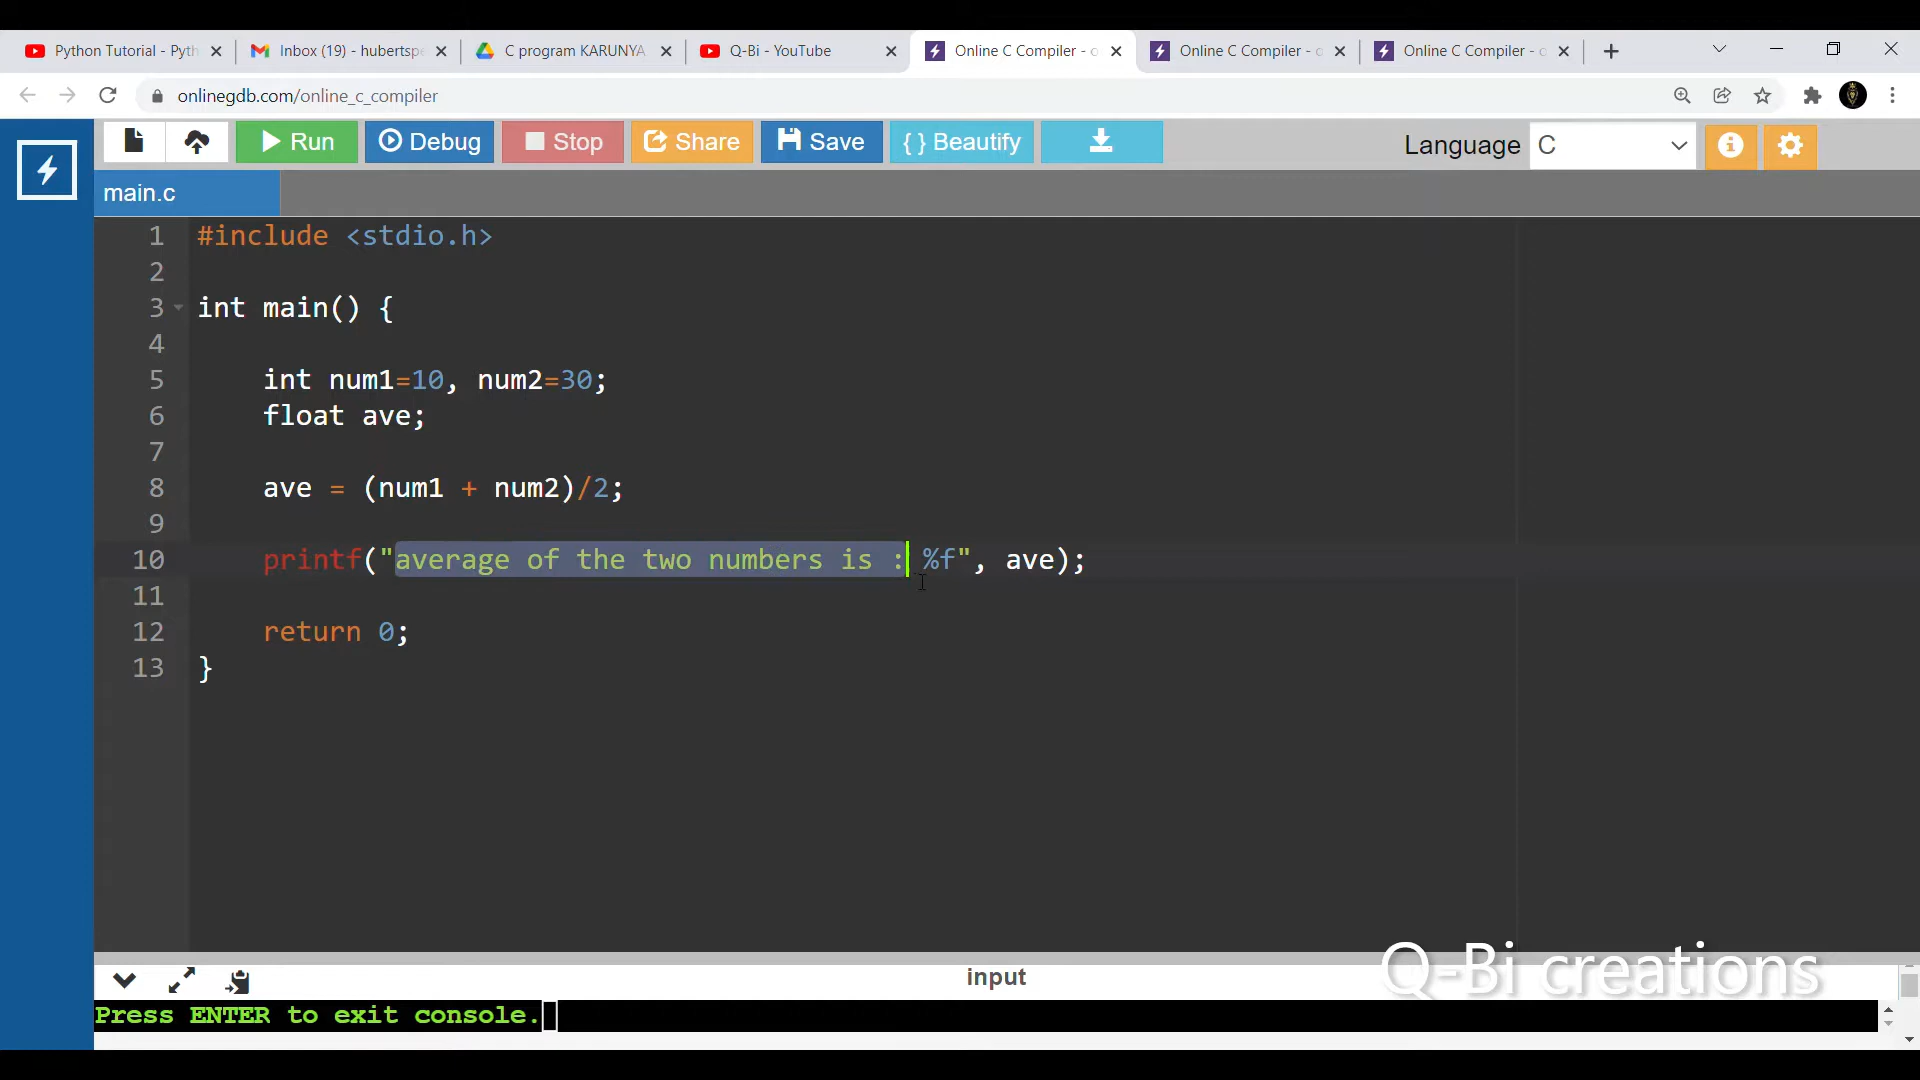 Python Tutorial - Pyth
Inbox (19) - hubertspe
C program KARUNYA
Q-Bi - YouTube
Online C Compiler - o
Online C Compiler - o
Online C Compiler - o
onlinegdb.com/online_c_compiler
Run
Debug
Stop
Share
Save
{ } Beautify
Language
C
main.c
1 #include <stdio.h>
2
3 int main() {
4
5 int num1=10, num2=30;
6 float ave;
7
8 ave = (num1 + num2)/2;
9
10 printf("average of the two numbers is : %f", ave);
11
12 return 0;
13 }
input
Q-Bi creations
Press ENTER to exit console.